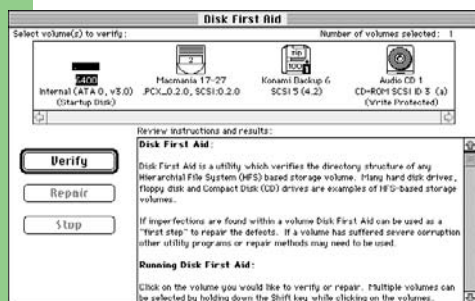 Disk First Aid
Select volume(s) to verify: Number of volumes selected: 1
zip
100
2
6400 Macmania 17-27 Konami Backup 6 Audio CD 1
Internal (ATA 0, v3.0) .PCX_0.2.0, SCSI:0.2.0 SCSI 5 (4.2) CD-ROM SCSI ID 3 (a)
(Startup Disk) (Write Protected)
Review instructions and results:
Disk First Aid:
Verify
Disk First Aid is a utility which verifies the directory structure of any
Hierarchial File System (HFS) based storage volume. Many hard disk drives,
floppy disk and Compact Disk (CD) drives are examples of HFS-based storage
volumes.
Repair
Stop
If imperfections are found within a volume Disk First Aid can be used as a
"first step" to repair the defects. If a volume has suffered severe corruption
other utility programs or repair methods may need to be used.
Running Disk First Aid:
Click on the volume you would like to verify or repair. Multiple volumes can
be selected by holding down the Shift key while clicking on the volumes.